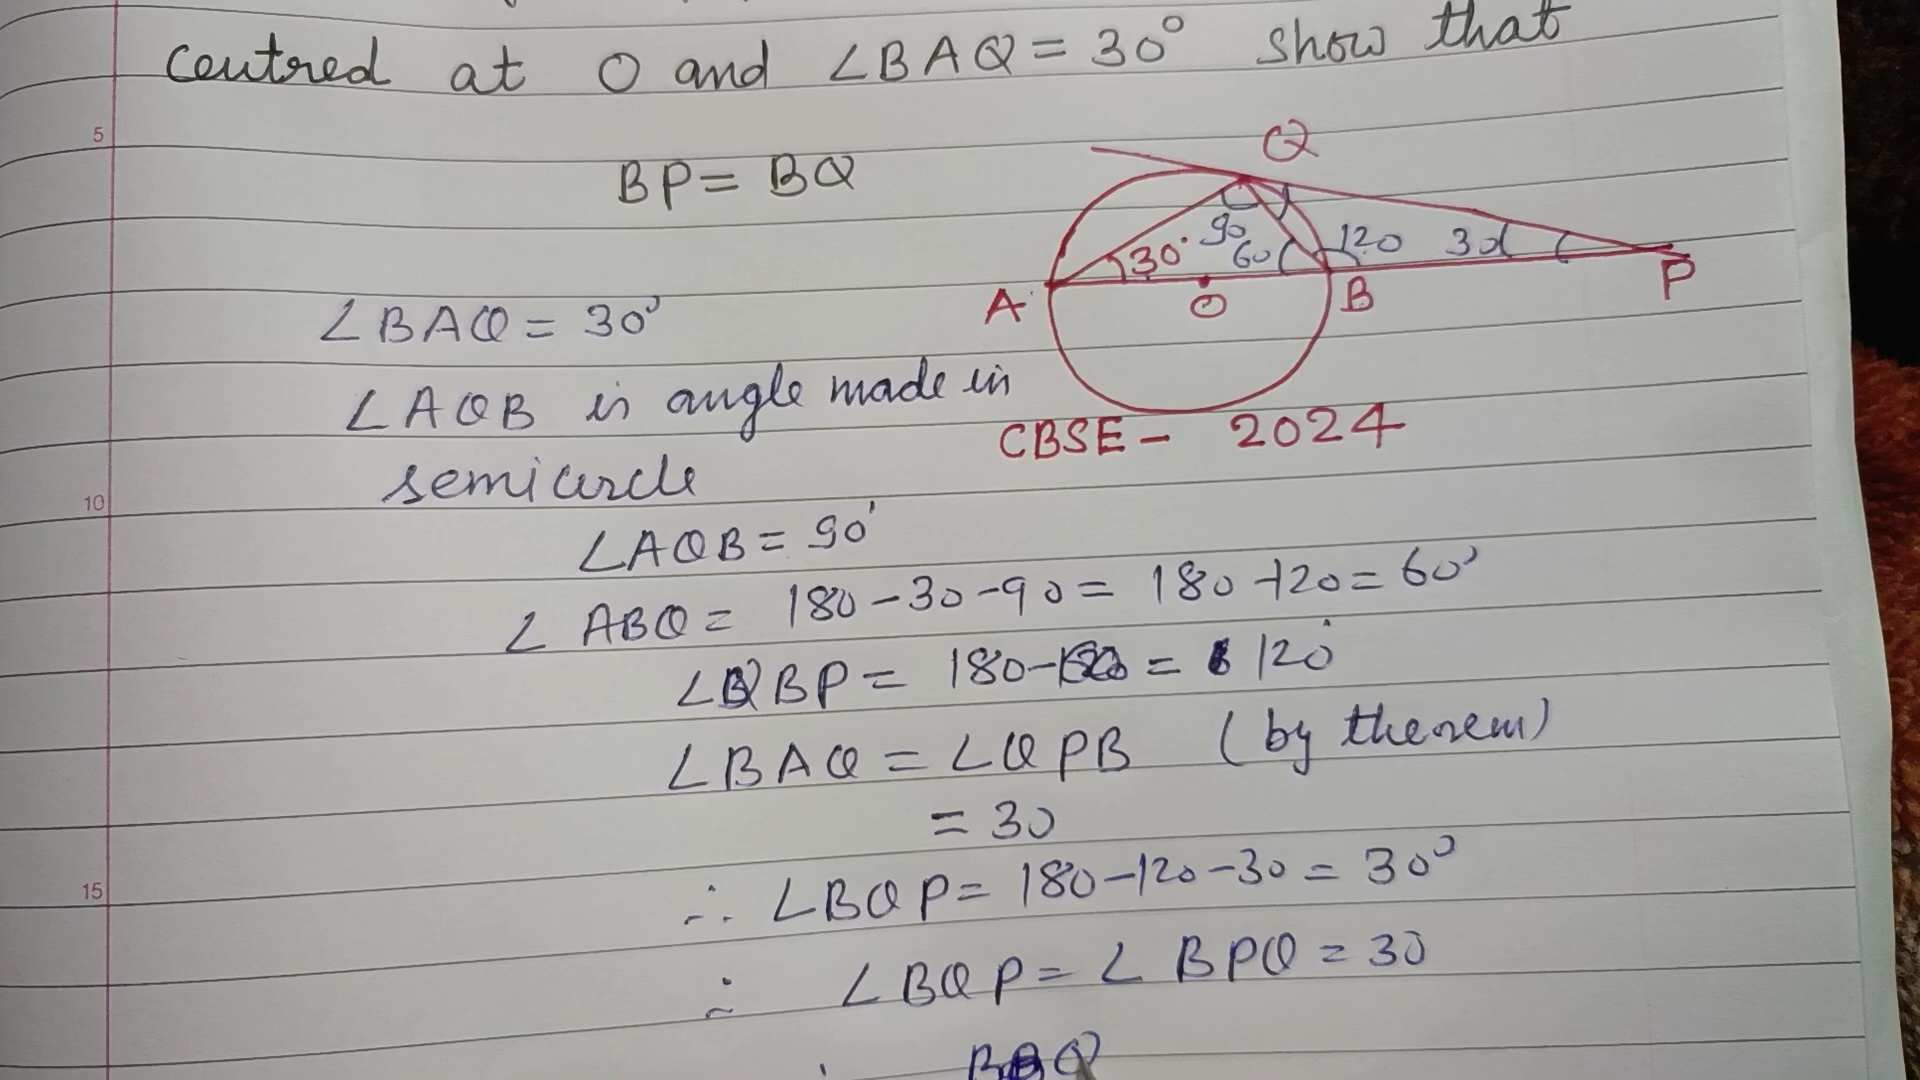 centred at O and ∠BAQ = 30° show that
BP = BQ
Q
90
30°
60
120
30
A
O
B
P
CBSE - 2024
∠BAQ = 30°
∠AQB is angle made in
semicircle
∠AQB = 90°
∠ABQ = 180-30-90 = 180-120 = 60°
∠QBP = 180- = 120°
∠BAQ = ∠QPB (by therem)
= 30
∴ ∠BQP = 180-120-30 = 30°
∴ ∠BQP = ∠BPQ = 30